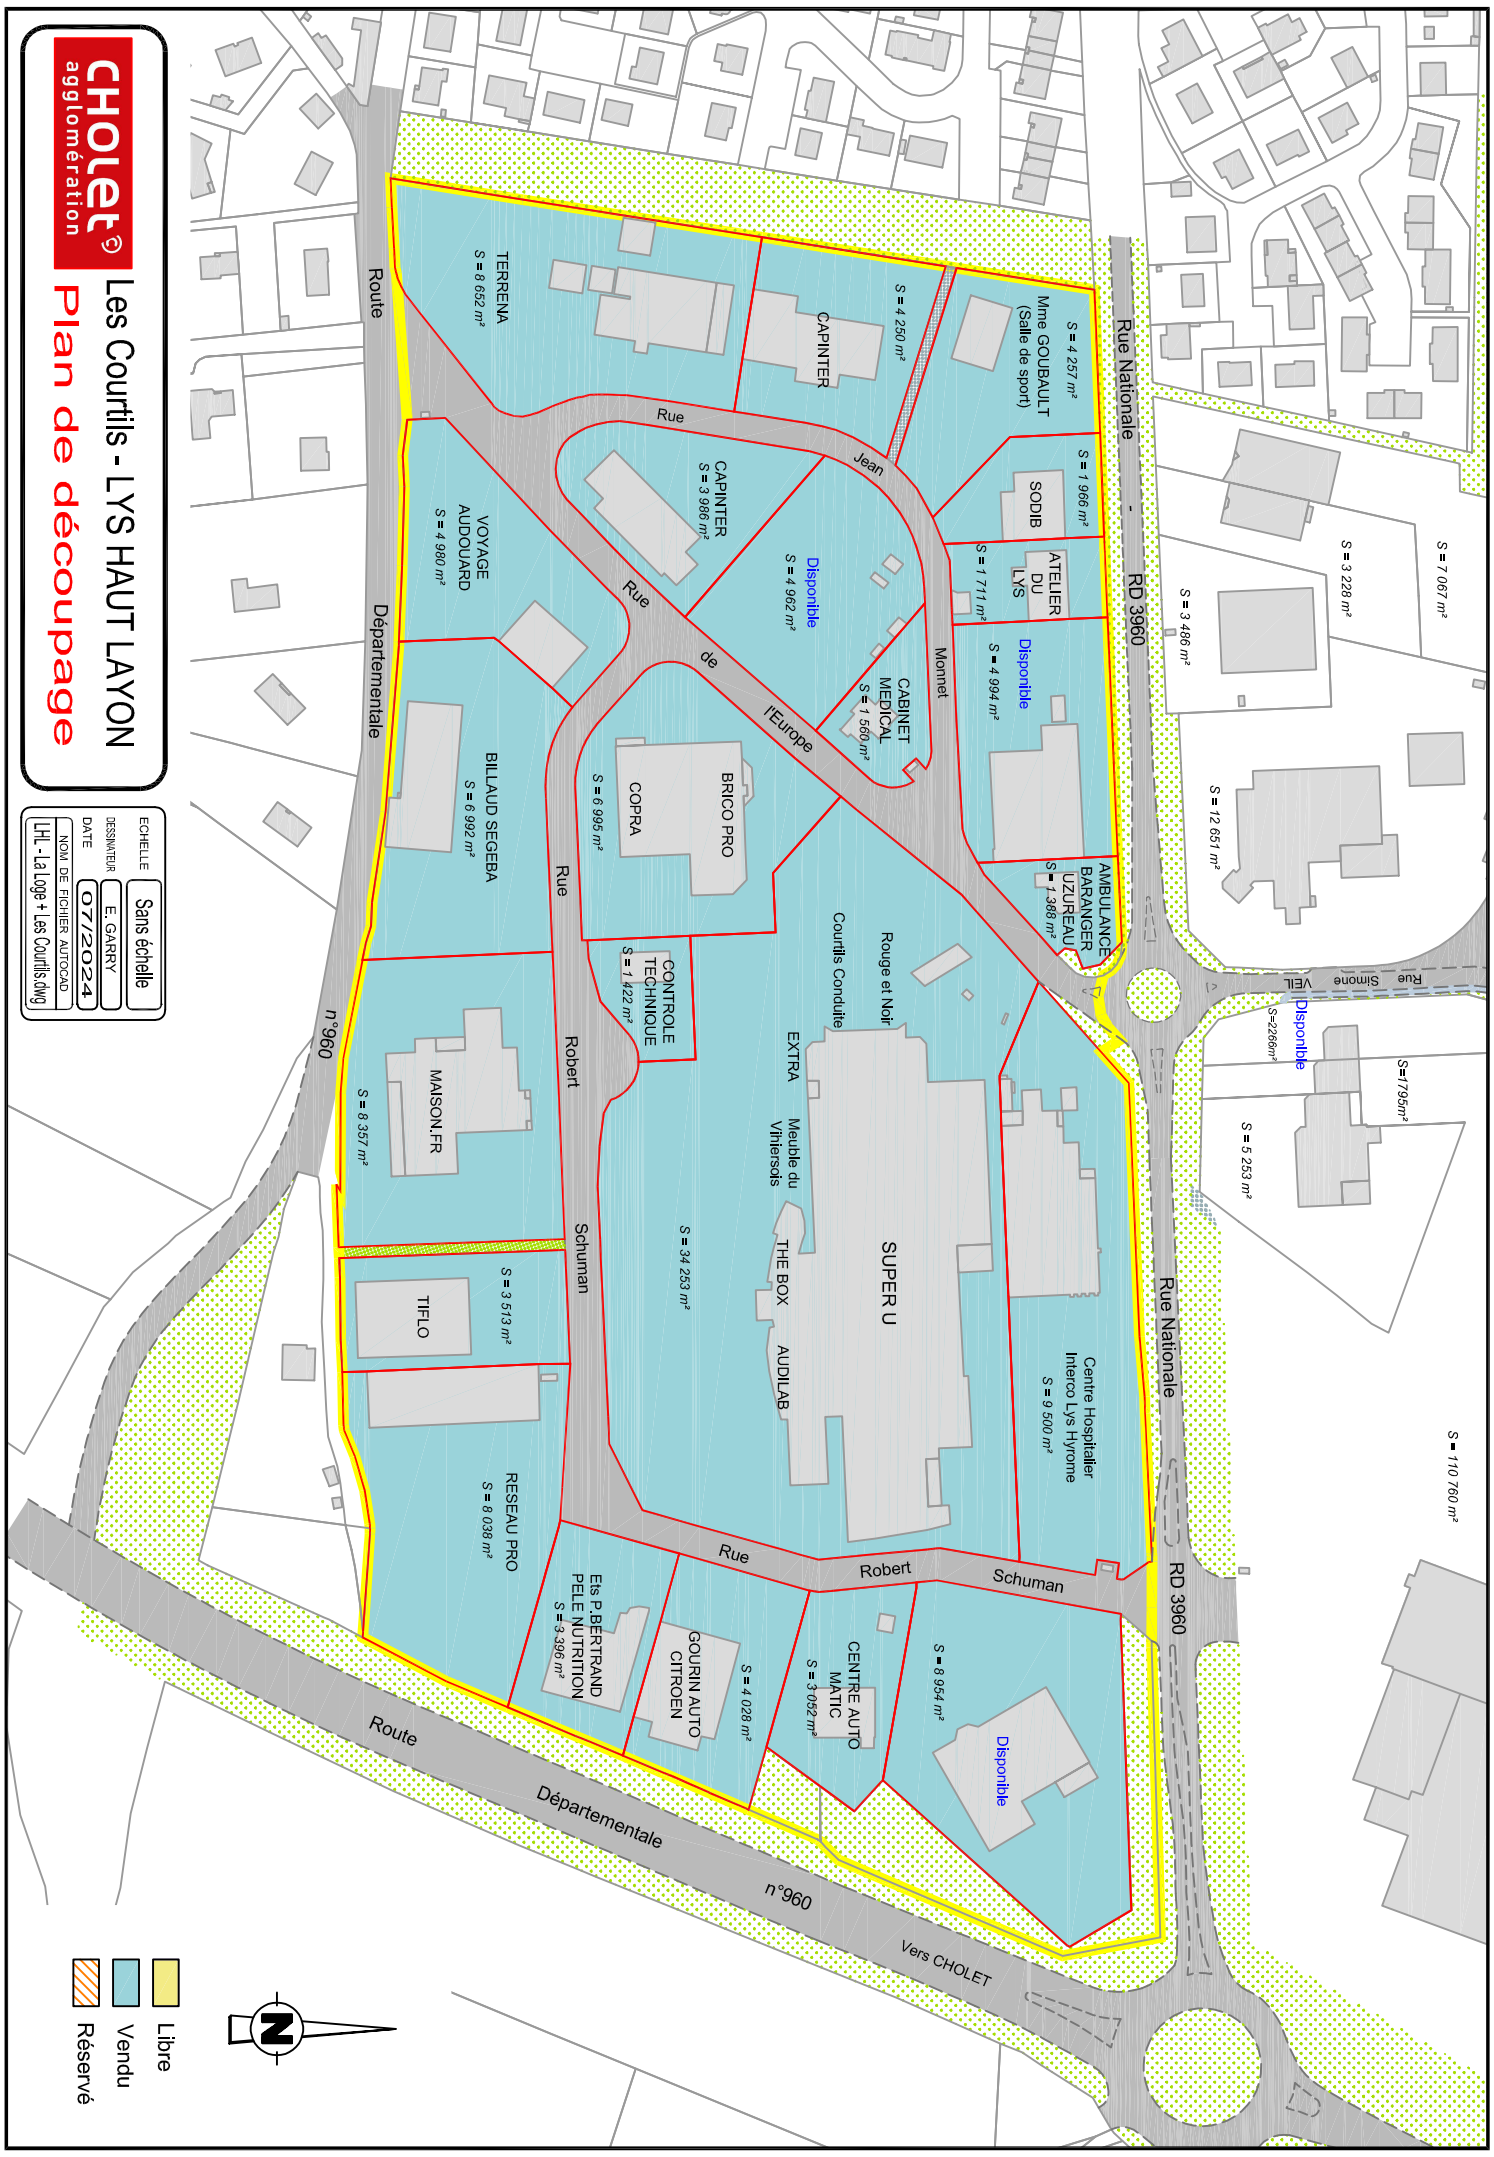 CHOLET
agglomération
Les Courtils - LYS HAUT LAYON
Plan de découpage
ECHELLE
Sans échelle
DESSINATEUR
E. GARRY
DATE
07/2024
NOM DE FICHIER AUTOCAD
LHL - La Loge + Les Courtils.dwg
Route
Départementale
n°960
TERRENA
S = 8 652 m²
CAPINTER
S = 4 250 m²
Mme GOUBAULT
(Salle de sport)
S = 4 257 m²
SODIB
S = 1 966 m²
ATELIER
DU
LYS
S = 1 711 m²
Disponible
S = 4 994 m²
AMBULANCE
BARANGER
UZUREAU
S = 1 388 m²
CAPINTER
S = 3 986 m²
Disponible
S = 4 962 m²
CABINET
MEDICAL
S = 1 560 m²
Rue
Jean
Monnet
Rue
de
l'Europe
VOYAGE
AUDOUARD
S = 4 980 m²
BILLAUD SEGEBA
S = 6 992 m²
BRICO PRO
COPRA
S = 6 995 m²
CONTROLE
TECHNIQUE
S = 1 422 m²
MAISON.FR
S = 8 357 m²
TIFLO
S = 3 513 m²
RESEAU PRO
S = 8 038 m²
Rue
Robert
Schuman
Rouge et Noir
Courtils Conduite
EXTRA
Meuble du
Vihiersois
SUPER U
THE BOX
AUDILAB
S = 34 253 m²
Centre Hospitalier
Interco Lys Hyrome
S = 9 500 m²
Rue
Robert
Schuman
Ets P.BERTRAND
PELE NUTRITION
S = 3 396 m²
GOURIN AUTO
CITROEN
S = 4 028 m²
CENTRE AUTO
MATIC
S = 3 052 m²
S = 8 954 m²
Disponible
Rue Nationale
-
RD 3960
Rue Nationale
RD 3960
Rue
Simone
VEIL
S = 7 067 m²
S = 3 228 m²
S = 3 486 m²
S = 12 651 m²
Disponible
S=2266m²
S=1795m²
S = 5 253 m²
S = 110 760 m²
Route
Départementale
n°960
Vers CHOLET
N
Libre
Vendu
Réservé